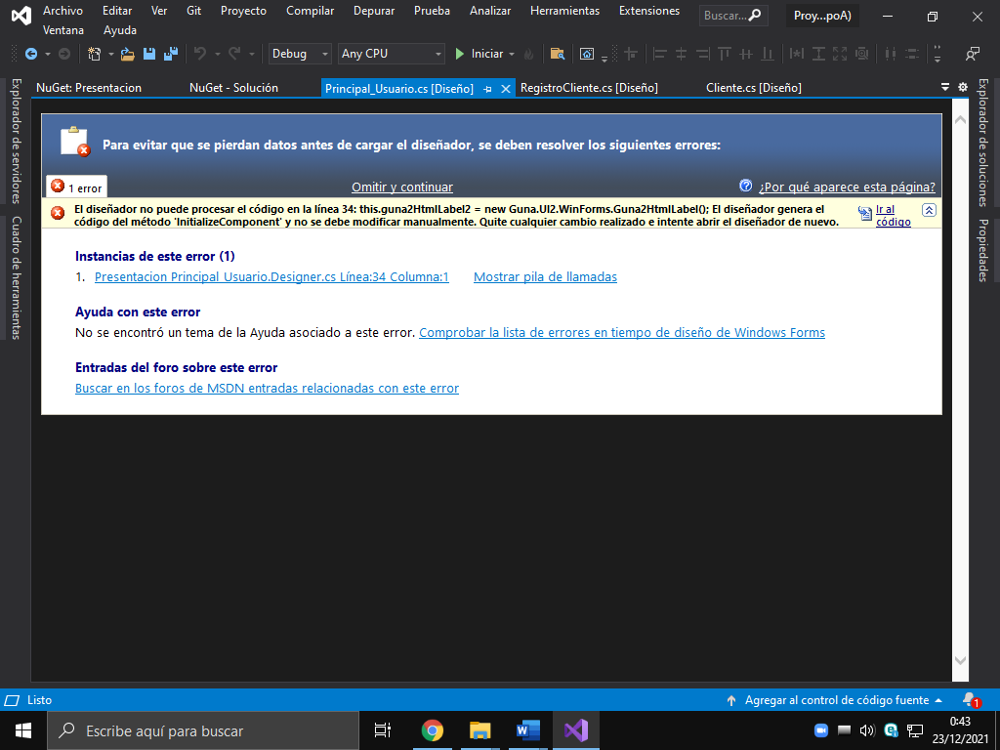 Archivo Editar Ver Git Proyecto Compilar Depurar Prueba Analizar Herramientas Extensiones
Buscar...
Proy...poA)
Ventana Ayuda
Debug Any CPU Iniciar
NuGet: Presentacion NuGet - Solución Principal_Usuario.cs [Diseño] RegistroCliente.cs [Diseño] Cliente.cs [Diseño]
Explorador de servidores
Cuadro de herramientas
Explorador de soluciones
Propiedades
Para evitar que se pierdan datos antes de cargar el diseñador, se deben resolver los siguientes errores:
1 error
Omitir y continuar
¿Por qué aparece esta página?
El diseñador no puede procesar el código en la línea 34: this.guna2HtmlLabel2 = new Guna.UI2.WinForms.Guna2HtmlLabel(); El diseñador genera el
código del método 'InitializeComponent' y no se debe modificar manualmente. Quite cualquier cambio realizado e intente abrir el diseñador de nuevo.
Ir al
código
Instancias de este error (1)
1. Presentacion Principal_Usuario.Designer.cs Línea:34 Columna:1 Mostrar pila de llamadas
Ayuda con este error
No se encontró un tema de la Ayuda asociado a este error. Comprobar la lista de errores en tiempo de diseño de Windows Forms
Entradas del foro sobre este error
Buscar en los foros de MSDN entradas relacionadas con este error
Listo
Agregar al control de código fuente
1
Escribe aquí para buscar
0:43
23/12/2021